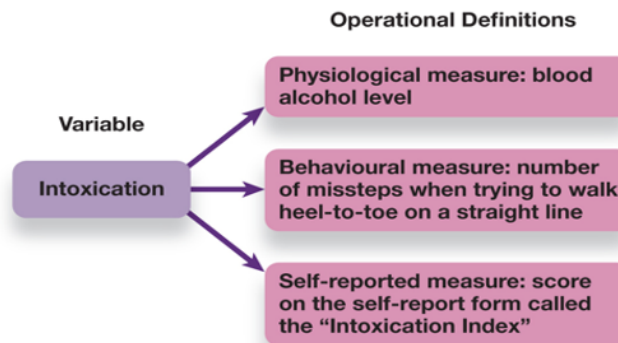 Operational Definitions
Variable
Intoxication
Physiological measure: blood
alcohol level
Behavioural measure: number
of missteps when trying to walk
heel-to-toe on a straight line
Self-reported measure: score
on the self-report form called
the “Intoxication Index”